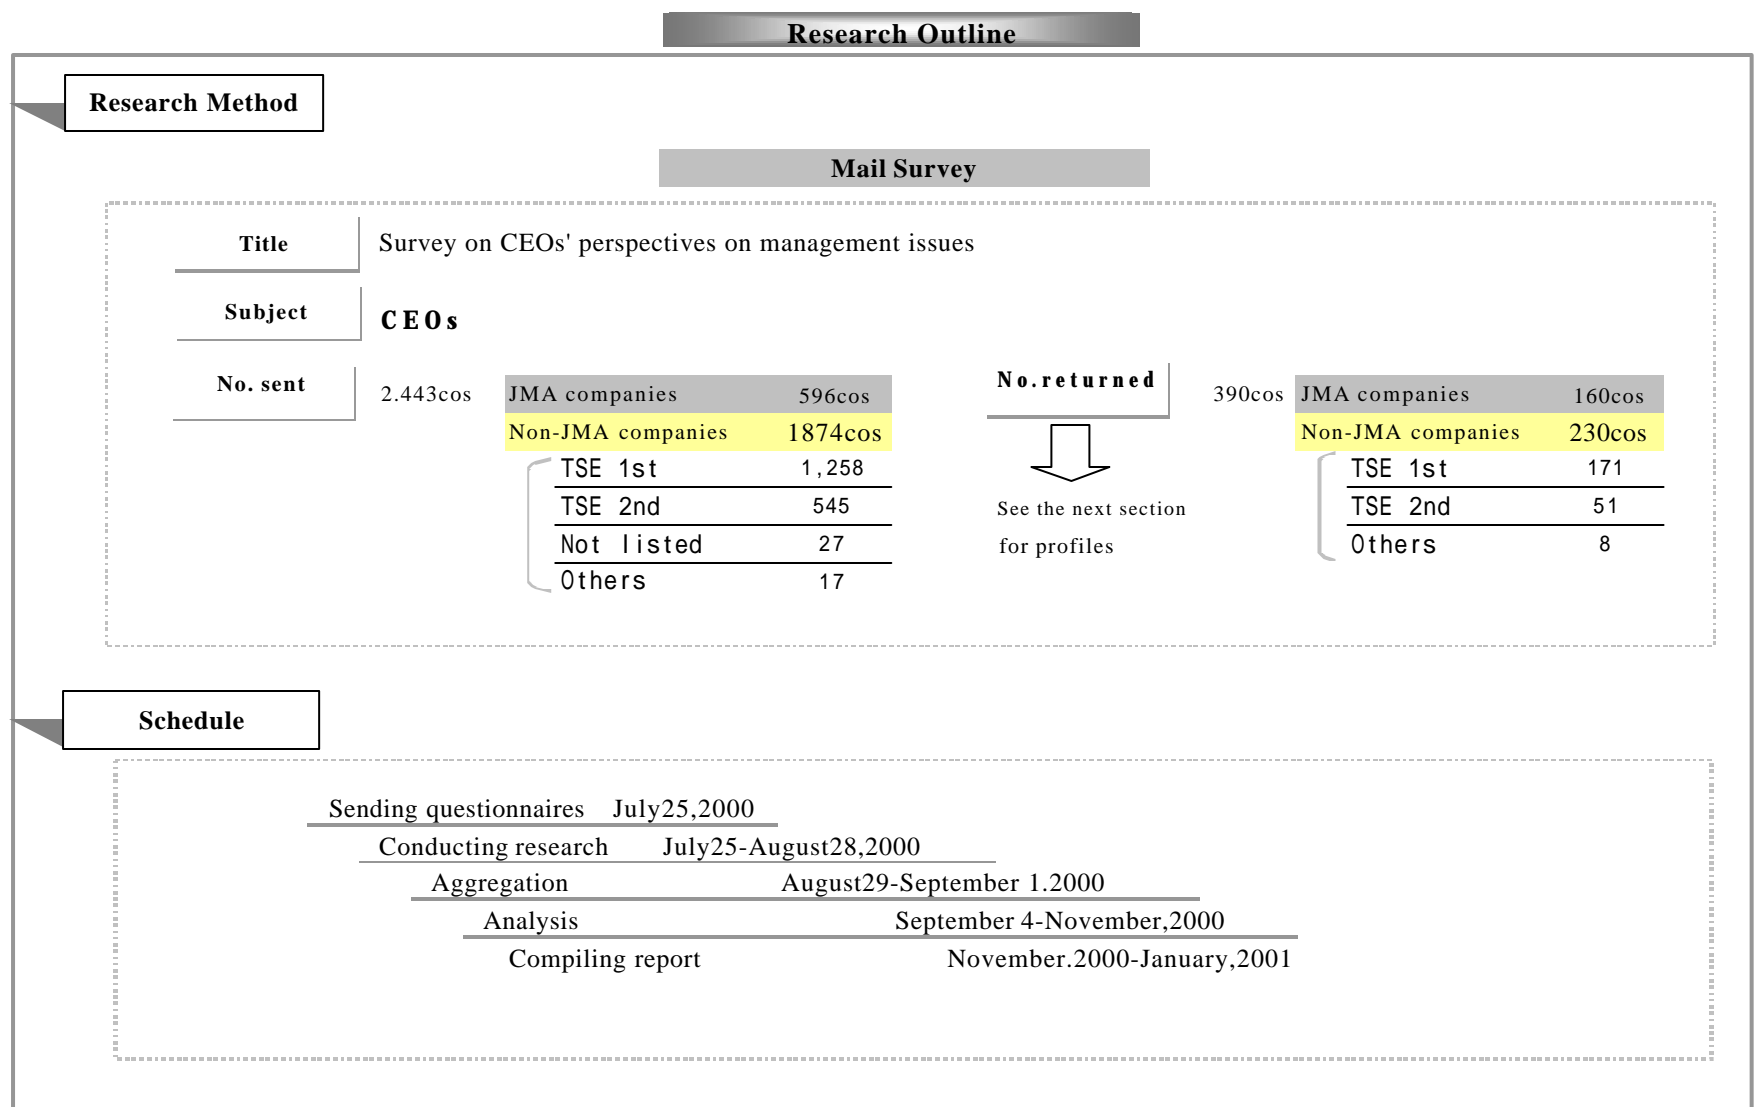 Research Outline
Research Method
Mail Survey
Title Survey on CEOs' perspectives on management issues
Subject CEOs
No. sent 2.443cos JMA companies 596cos No.returned 390cos JMA companies 160cos
Non-JMA companies 1874cos Non-JMA companies 230cos
TSE 1st 1,258 TSE 1st 171
TSE 2nd 545 See the next section TSE 2nd 51
Not listed 27 for profiles Others 8
Others 17
Schedule
Sending questionnaires July25,2000
Conducting research July25-August28,2000
Aggregation August29-September 1.2000
Analysis September 4-November,2000
Compiling report November.2000-January,2001